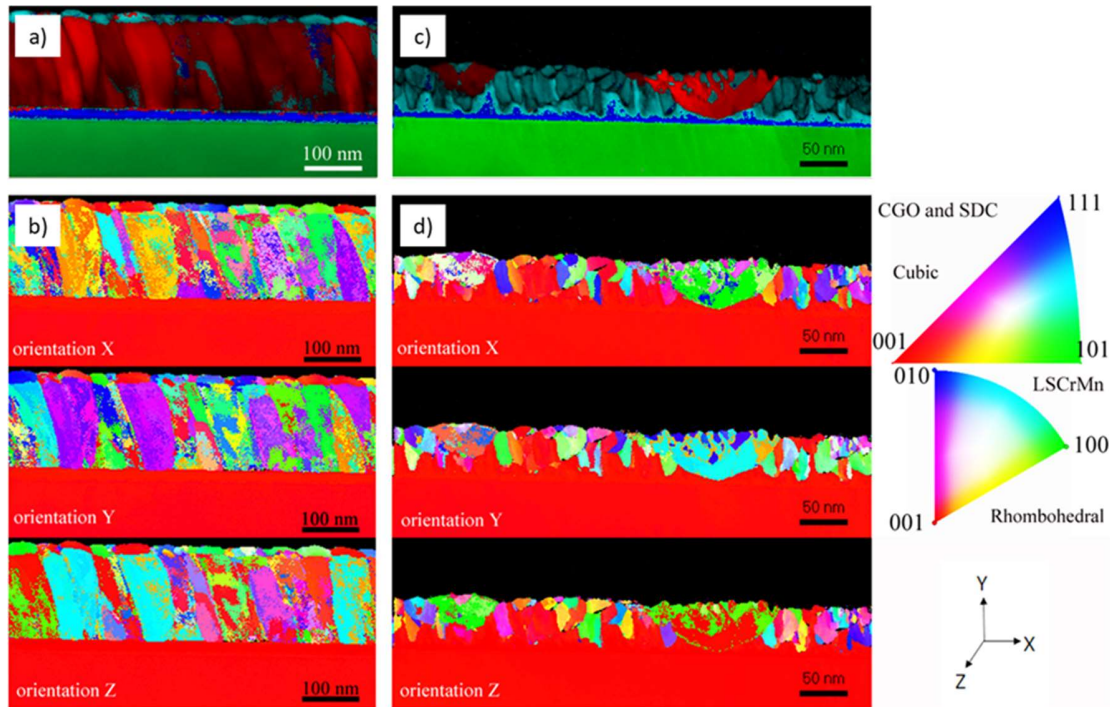 a)
100 nm
c)
50 nm
b)
orientation X
100 nm
orientation Y
100 nm
orientation Z
100 nm
d)
orientation X
50 nm
orientation Y
50 nm
orientation Z
50 nm
CGO and SDC
111
Cubic
001
101
010
LSCrMn
100
001
Rhombohedral
Y
X
Z